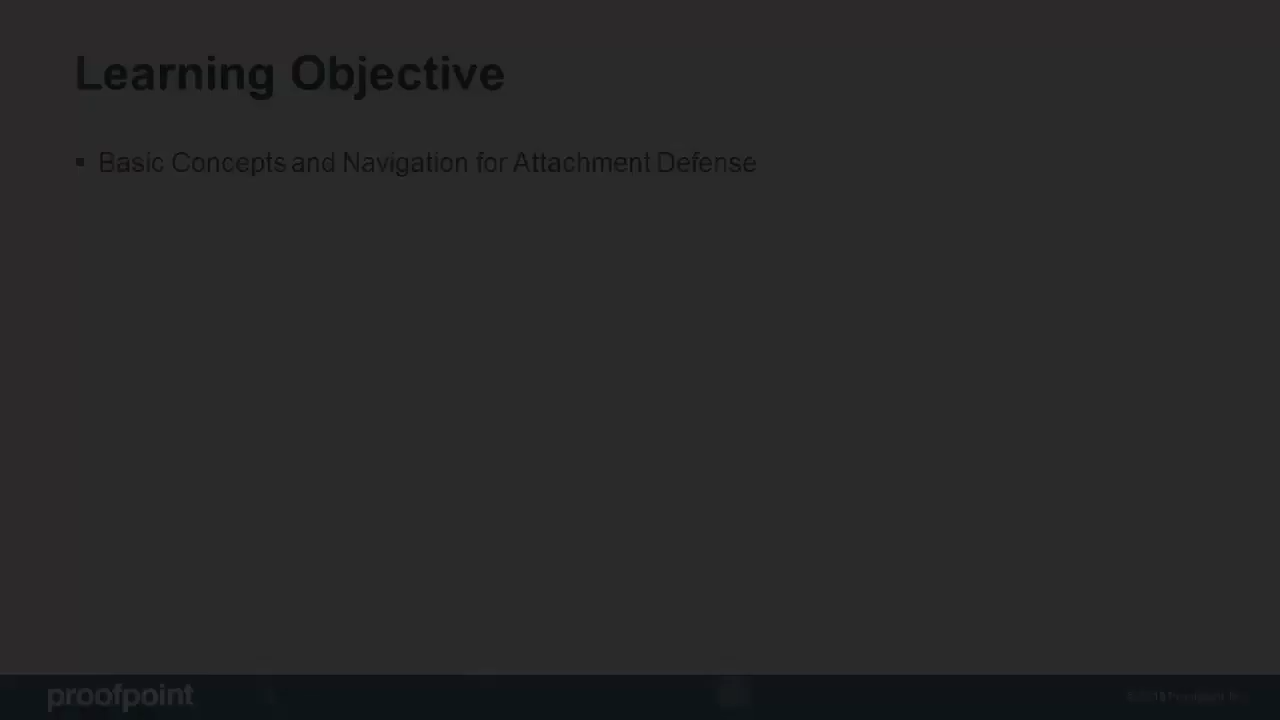 Learning Objective
▪ Basic Concepts and Navigation for Attachment Defense
proofpoint